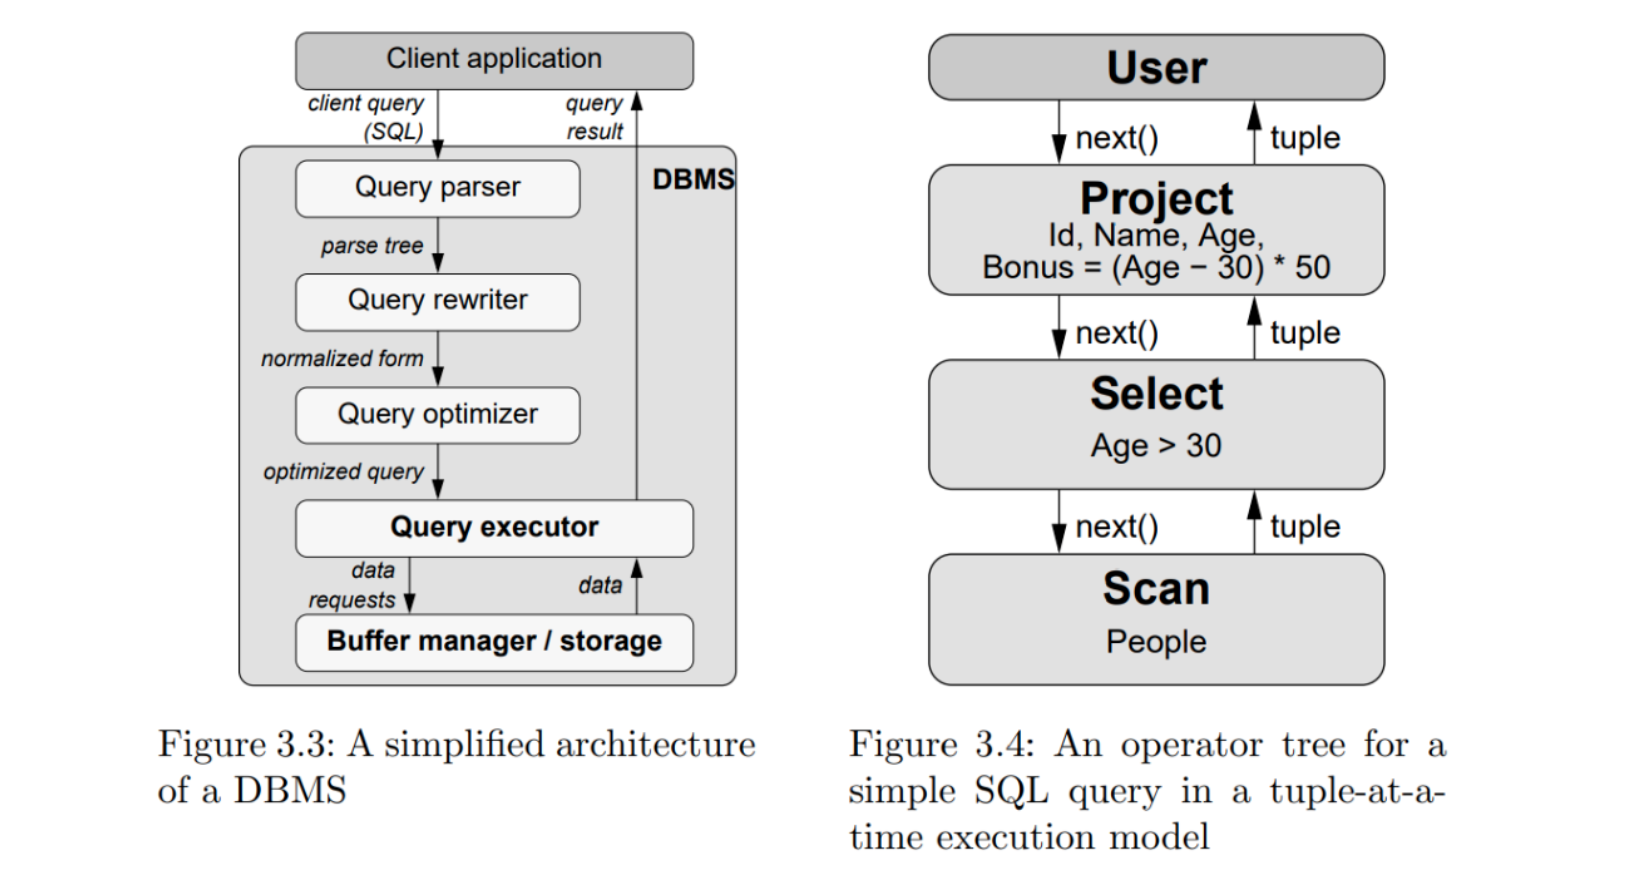 Client application
client query
(SQL)
query
result
DBMS
Query parser
parse tree
Query rewriter
normalized form
Query optimizer
optimized query
Query executor
data
requests
data
Buffer manager / storage
Figure 3.3: A simplified architecture
of a DBMS
User
next()
tuple
Project
Id, Name, Age,
Bonus = (Age − 30) * 50
next()
tuple
Select
Age > 30
next()
tuple
Scan
People
Figure 3.4: An operator tree for a
simple SQL query in a tuple-at-a-
time execution model